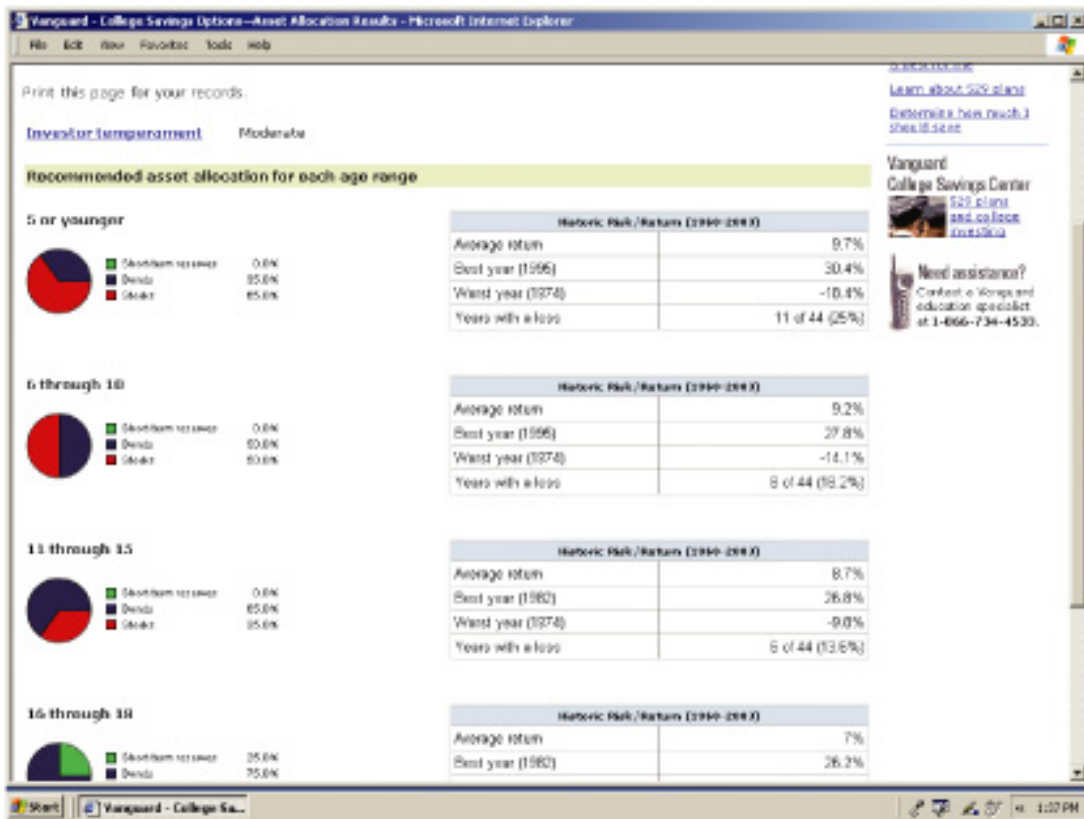 Vanguard - College Savings Options—Asset Allocation Results - Microsoft Internet Explorer
File Edit View Favorites Tools Help
Print this page for your records.
Investor temperament Moderate
Recommended asset allocation for each age range
5 or younger
Short-term reserves 0.0%
Bonds 35.0%
Stocks 65.0%
Historic Risk/Return (1960-2003)
Average return 9.7%
Best year (1995) 30.4%
Worst year (1974)
Years with a loss 11 of 44 (25%)
6 through 10
Short-term reserves 0.0%
Bonds 50.0%
Stocks 50.0%
Historic Risk/Return (1960-2003)
Average return 9.2%
Best year (1995) 27.8%
Worst year (1974) -14.1%
Years with a loss 8 of 44 (18.2%)
11 through 15
Short-term reserves 0.0%
Bonds 65.0%
Stocks 35.0%
Historic Risk/Return (1960-2003)
Average return 8.7%
Best year (1982) 26.8%
Worst year (1974)
Years with a loss 6 of 44 (13.6%)
16 through 18
Short-term reserves 25.0%
Bonds 75.0%
Historic Risk/Return (1960-2003)
Average return 7%
Best year (1982) 26.2%
Learn about 529 plans
Determine how much I
should save
Vanguard
College Savings Center
529 plans
and college
investing
Need assistance?
Contact a Vanguard
education specialist
at
Start Vanguard - College Sa... 1:37 PM